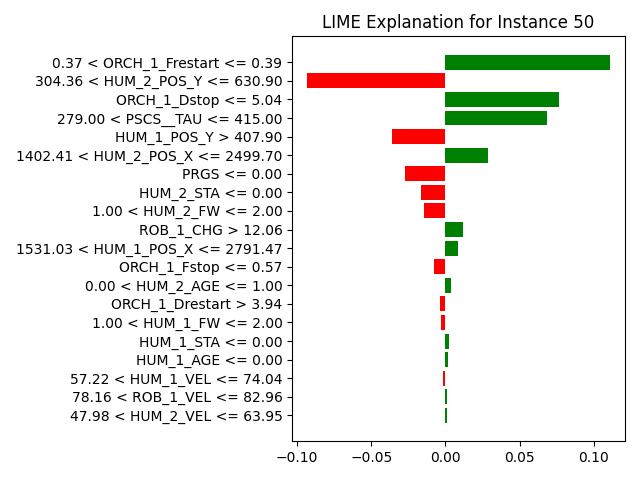 LIME Explanation for Instance 50
0.37 < ORCH_1_Frestart <= 0.39
304.36 < HUM_2_POS_Y <= 630.90
ORCH_1_Dstop <= 5.04
279.00 < PSCS__TAU <= 415.00
HUM_1_POS_Y > 407.90
1402.41 < HUM_2_POS_X <= 2499.70
PRGS <= 0.00
HUM_2_STA <= 0.00
1.00 < HUM_2_FW <= 2.00
ROB_1_CHG > 12.06
1531.03 < HUM_1_POS_X <= 2791.47
ORCH_1_Fstop <= 0.57
0.00 < HUM_2_AGE <= 1.00
ORCH_1_Drestart > 3.94
1.00 < HUM_1_FW <= 2.00
HUM_1_STA <= 0.00
HUM_1_AGE <= 0.00
57.22 < HUM_1_VEL <= 74.04
78.16 < ROB_1_VEL <= 82.96
47.98 < HUM_2_VEL <= 63.95
−0.10 −0.05 0.00 0.05 0.10